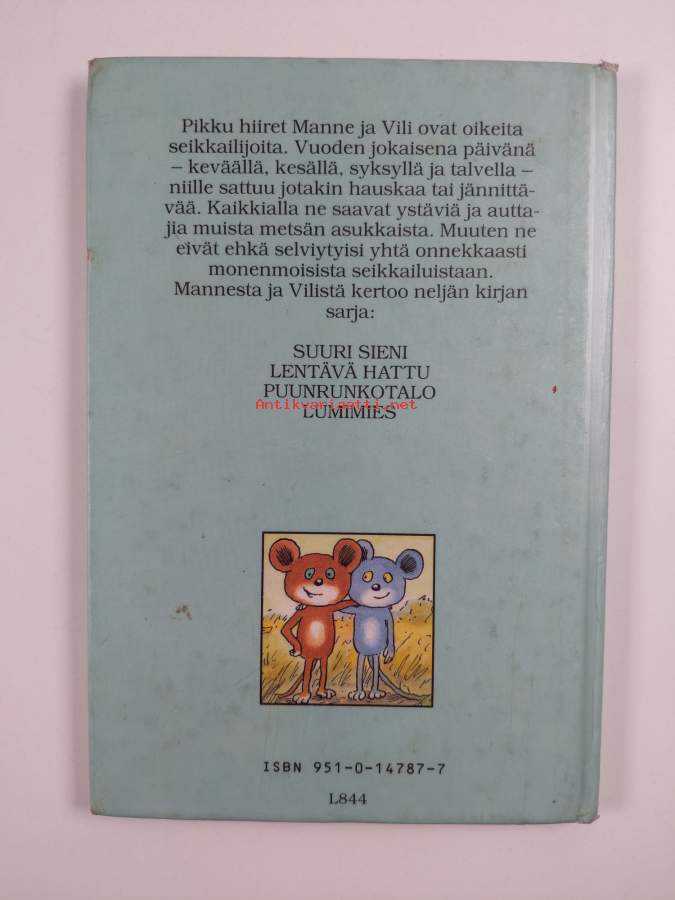 Pikku hiiret Manne ja Vili ovat oikeita
seikkailijoita. Vuoden jokaisena päivänä
– keväällä, kesällä, syksyllä ja talvella –
niille sattuu jotakin hauskaa tai jännittä-
vää. Kaikkialla ne saavat ystäviä ja autta-
jia muista metsän asukkaista. Muuten ne
eivät ehkä selviytyisi yhtä onnekkaasti
monenmoisista seikkailuistaan.
Mannesta ja Vilistä kertoo neljän kirjan
sarja:
SUURI SIENI
LENTÄVÄ HATTU
PUUNRUNKOTALO
Antikvariaatti.net
LUMIMIES
ISBN 951-0-14787-7
L844